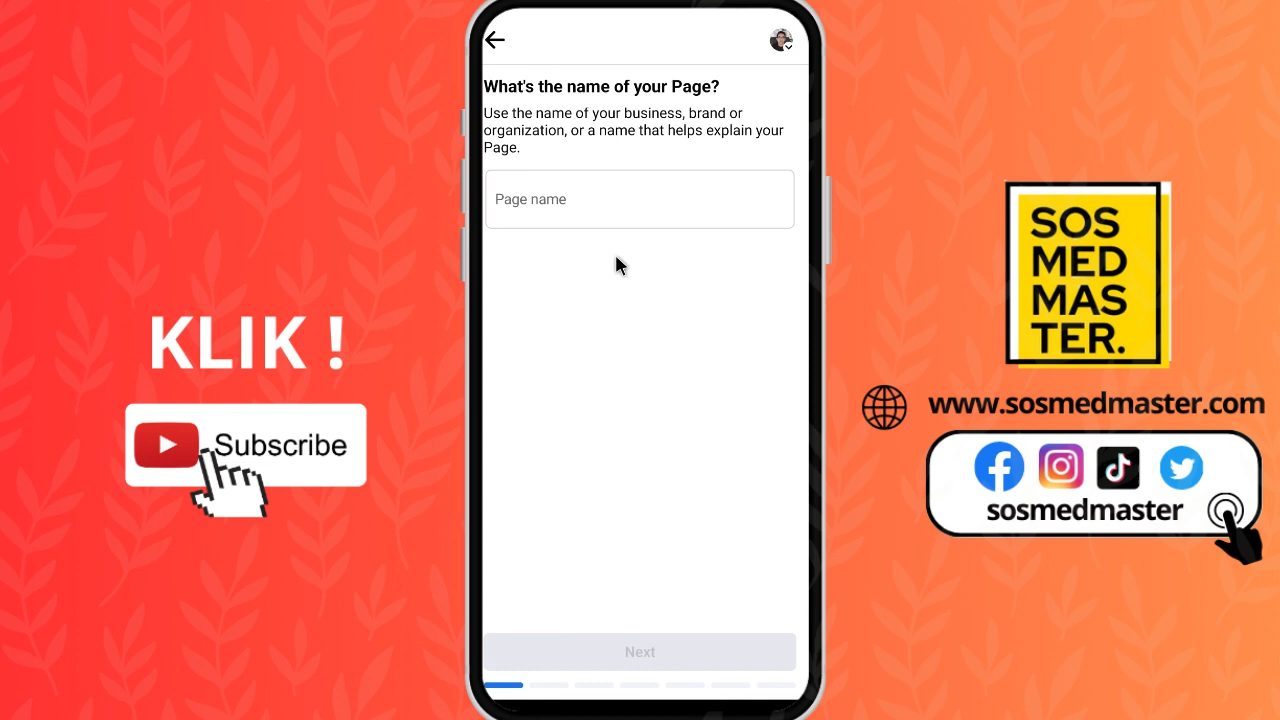 What's the name of your Page?
Use the name of your business, brand or
organization, or a name that helps explain your
Page.
Page name
Next
KLIK !
Subscribe
SOS
MED
MAS
TER.
www.sosmedmaster.com
sosmedmaster